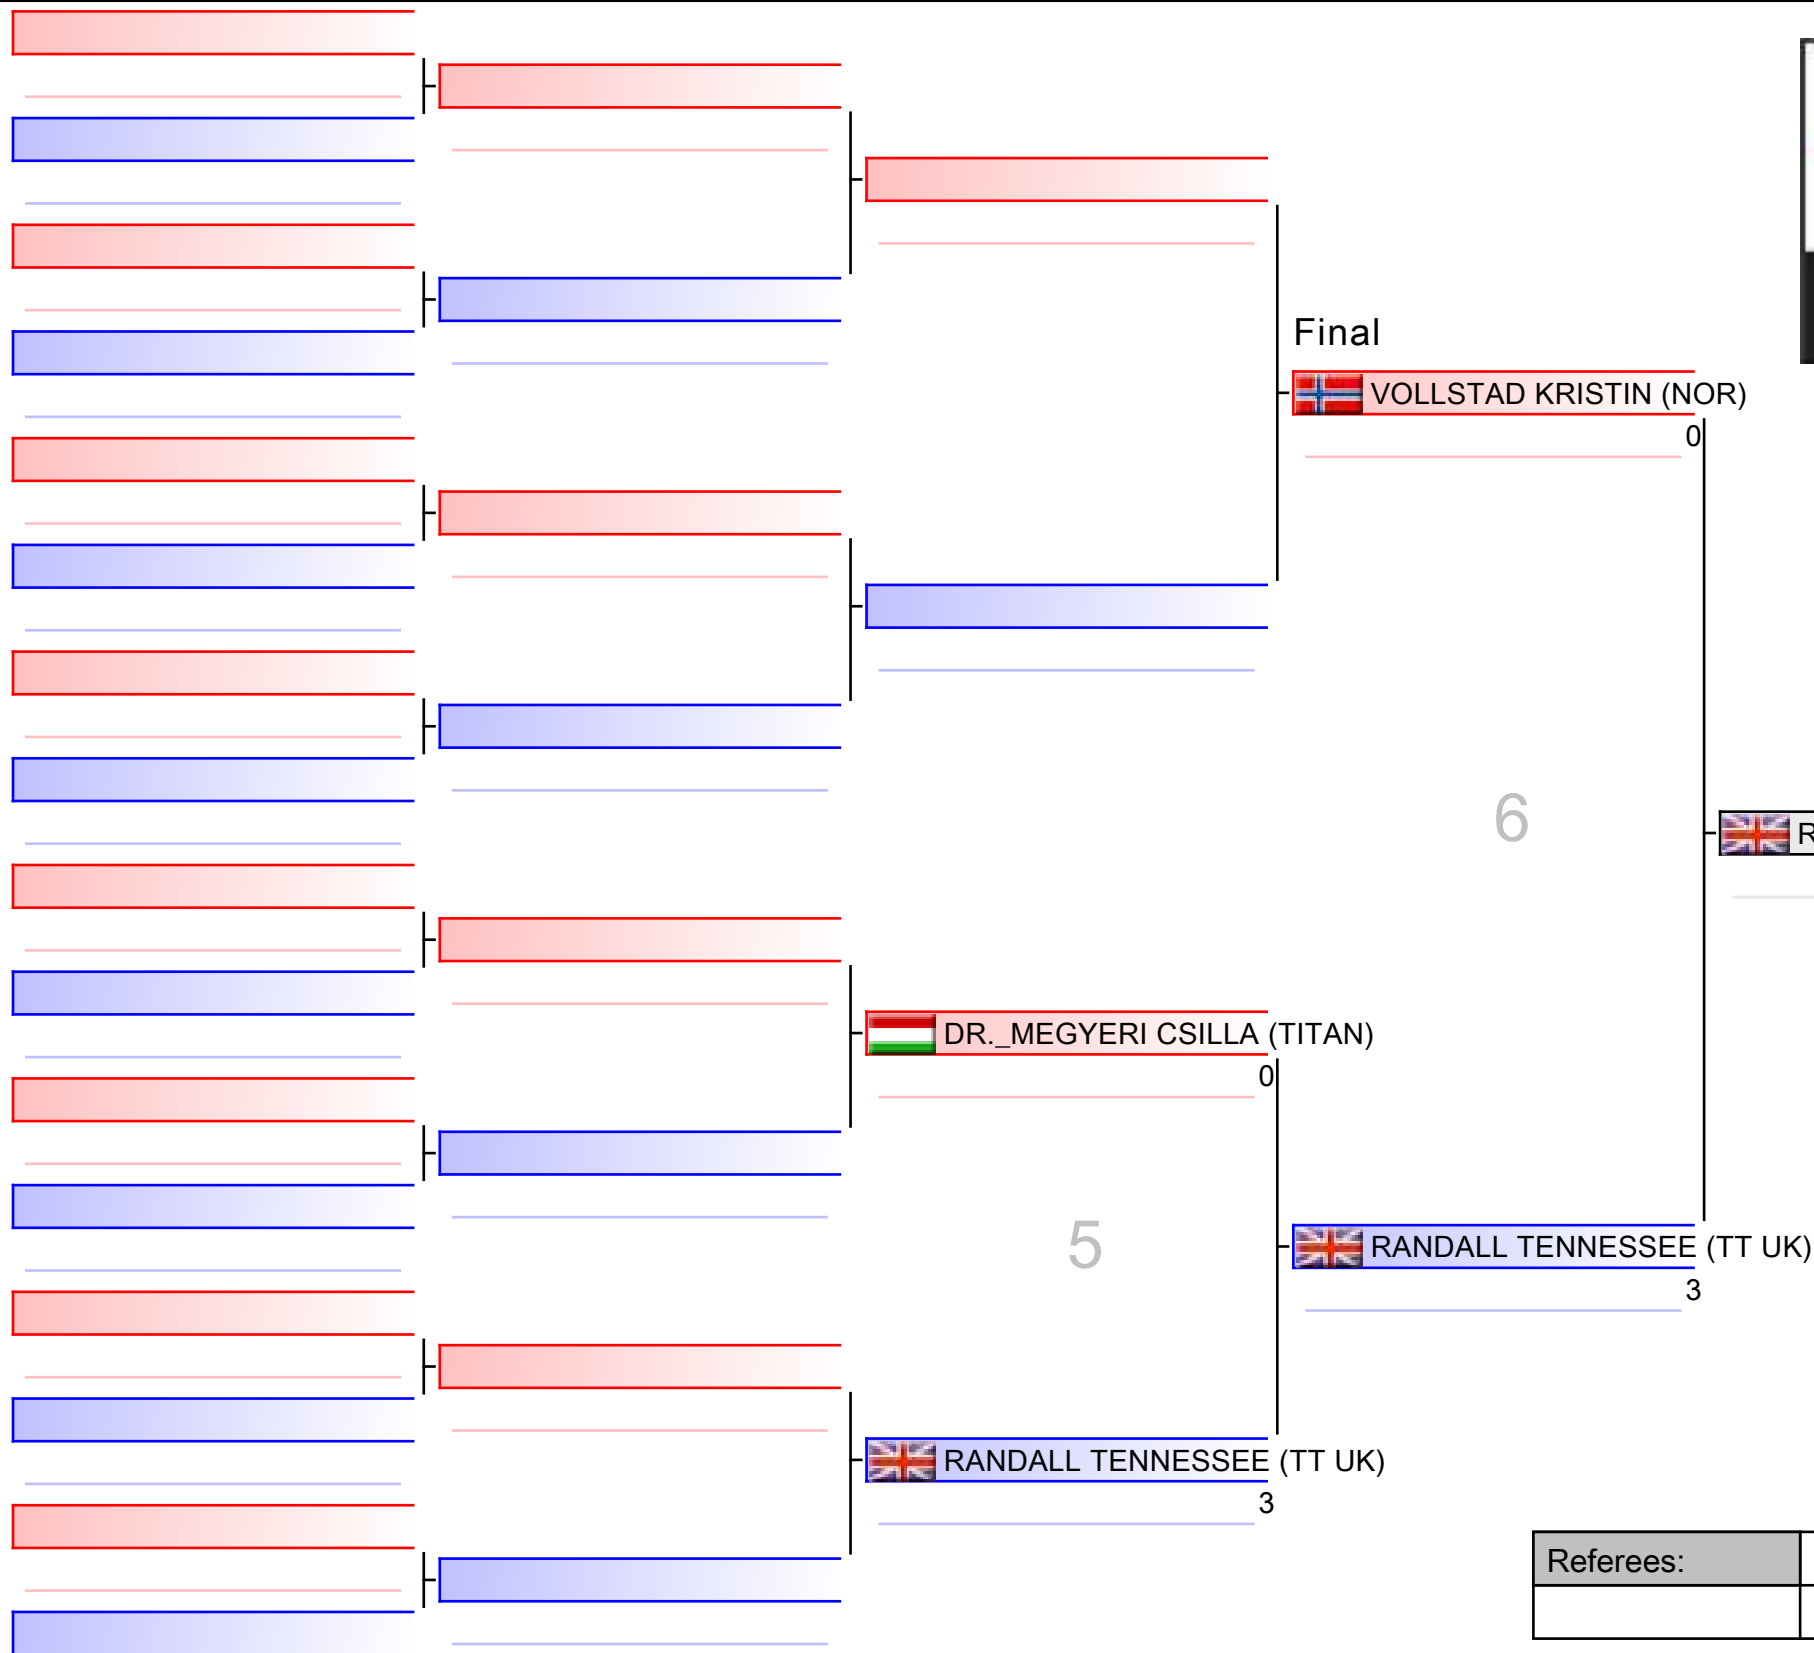 Final
VOLLSTAD KRISTIN (NOR)
0
6
R
DR._MEGYERI CSILLA (TITAN)
0
5
RANDALL TENNESSEE (TT UK)
3
RANDALL TENNESSEE (TT UK)
3
Referees: